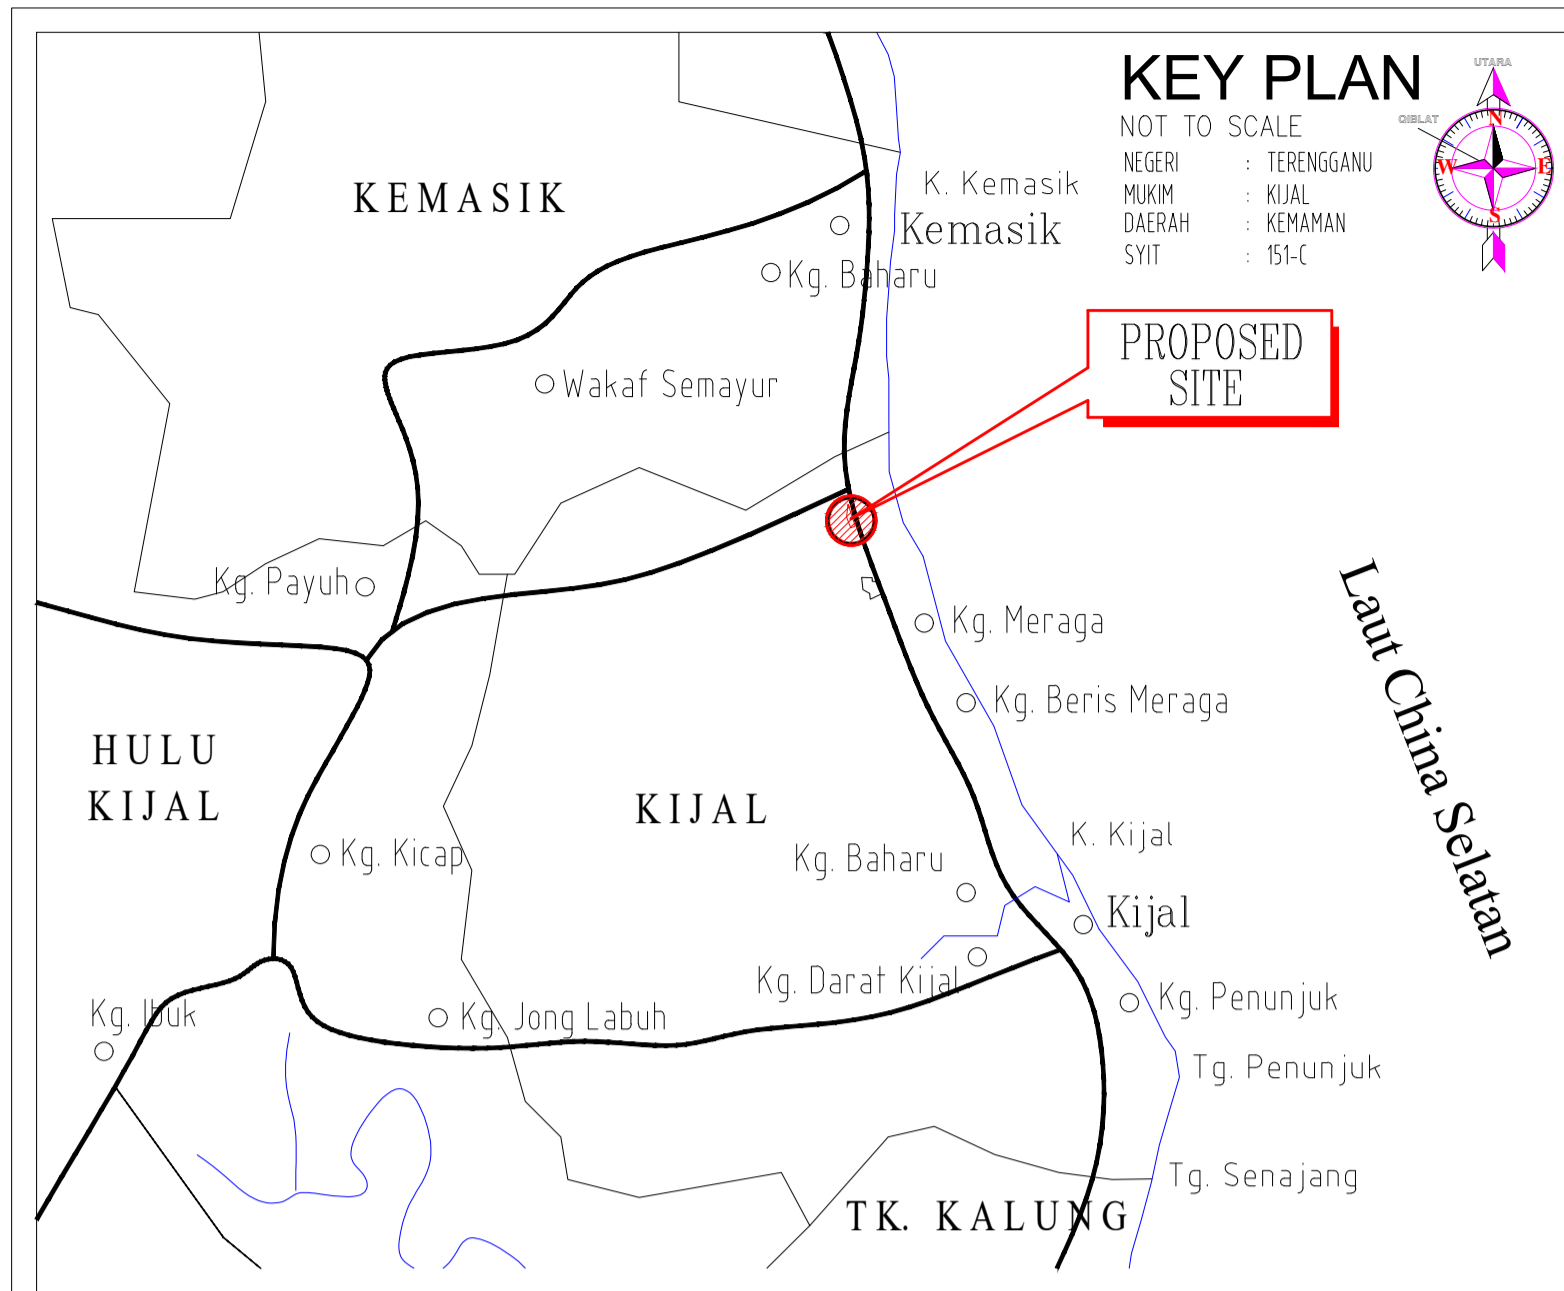 KEY PLAN
NOT TO SCALE
NEGERI : TERENGGANU
MUKIM : KIJAL
DAERAH : KEMAMAN
SYIT : 151-C
UTARA
QIBLAT
N
W
E
S
KEMASIK
K. Kemasik
Kemasik
Kg. Baharu
PROPOSED
SITE
Wakaf Semayur
Kg. Payuh
Kg. Meraga
Kg. Beris Meraga
Laut China Selatan
HULU
KIJAL
KIJAL
K. Kijal
Kg. Kicap
Kg. Baharu
Kijal
Kg. Darat Kijal
Kg. Penunjuk
Kg. Ibuk
Kg. Jong Labuh
Tg. Penunjuk
Tg. Senajang
TK. KALUNG